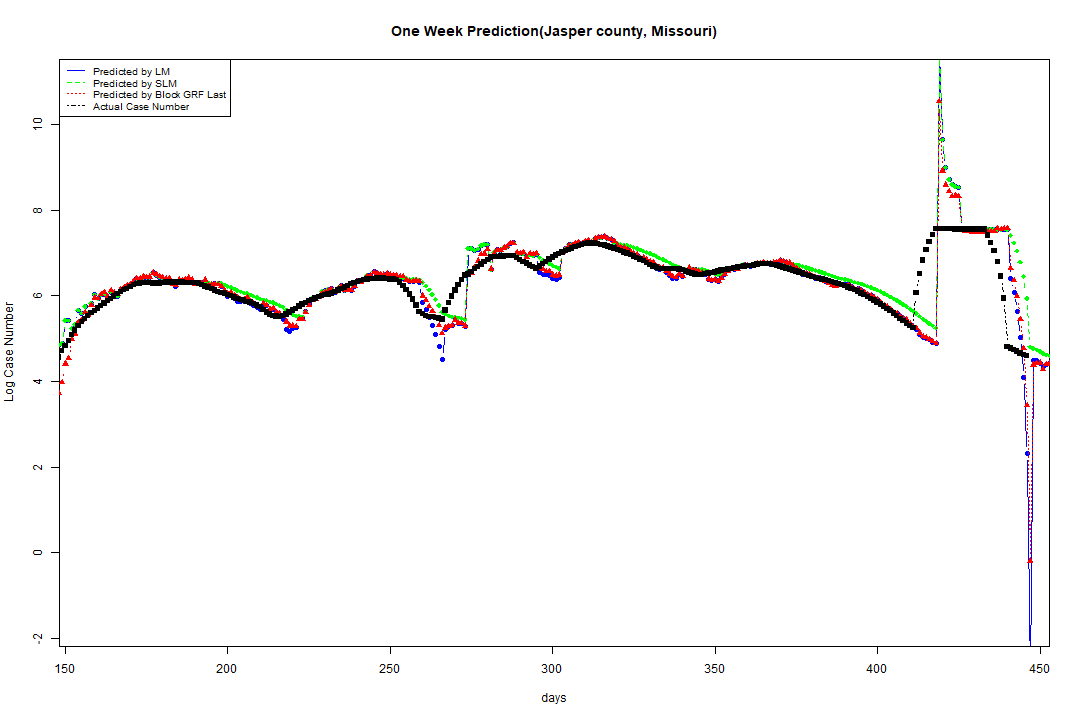 One Week Prediction(Jasper county, Missouri)
Predicted by LM
Predicted by SLM
Predicted by Block GRF Last
Actual Case Number
Log Case Number
10
8
6
4
2
0
-2
150 200 250 300 350 400 450
days